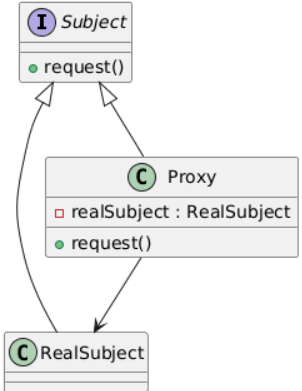 I Subject
request()
C Proxy
realSubject : RealSubject
request()
C RealSubject